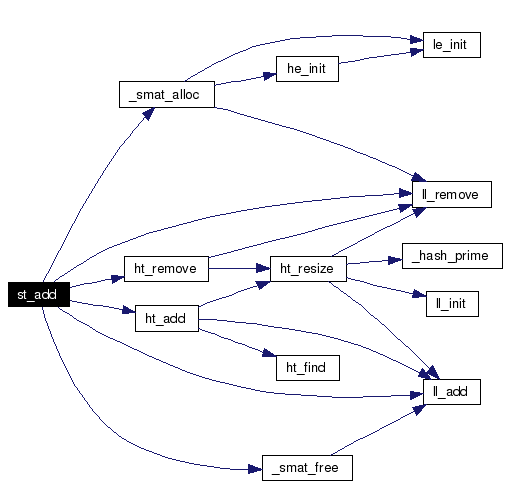 le_init
he_init
_smat_alloc
ll_remove
_hash_prime
ht_remove
ht_resize
st_add
ll_init
ht_add
ht_find
ll_add
_smat_free